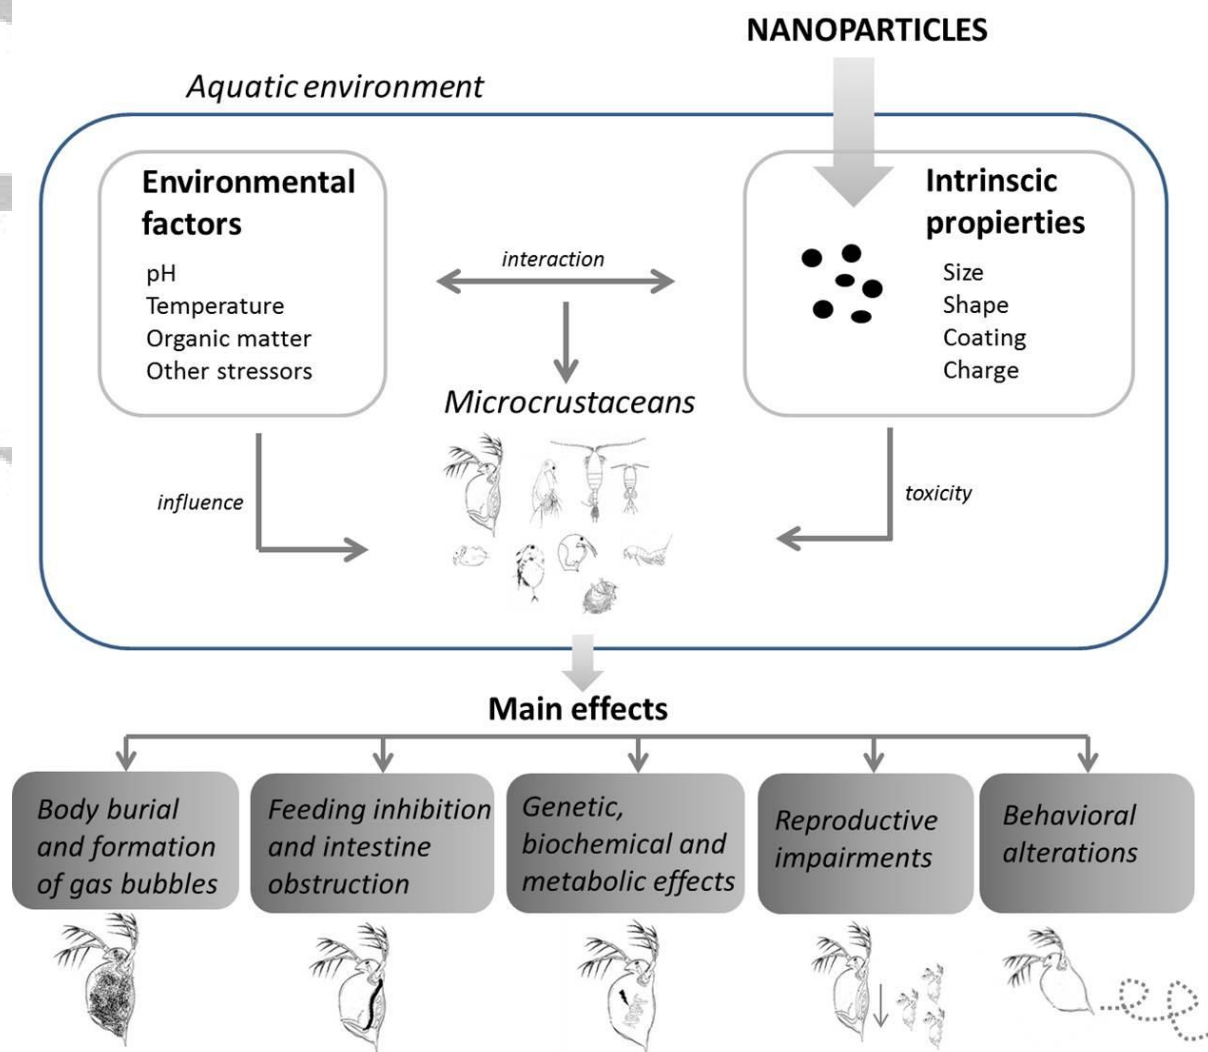 NANOPARTICLES
Aquatic environment
Environmental
factors
pH
Temperature
Organic matter
Other stressors
interaction
Intrinscic
propierties
Size
Shape
Coating
Charge
Microcrustaceans
influence
toxicity
Main effects
Body burial
and formation
of gas bubbles
Feeding inhibition
and intestine
obstruction
Genetic,
biochemical and
metabolic effects
Reproductive
impairments
Behavioral
alterations